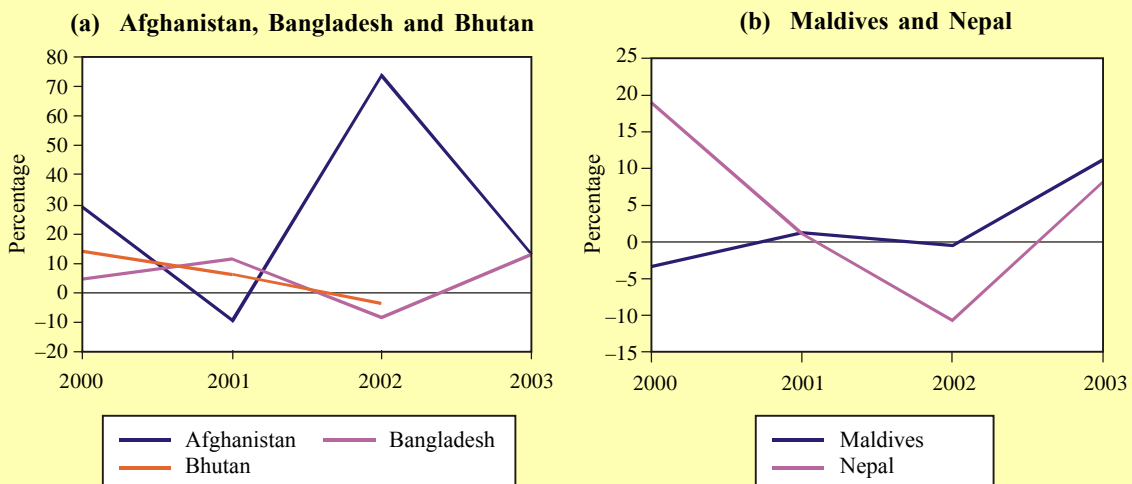 (a) Afghanistan, Bangladesh and Bhutan
Percentage
80
70
60
50
40
30
20
10
0
–10
–20
2000 2001 2002 2003
Afghanistan Bangladesh
Bhutan
(b) Maldives and Nepal
Percentage
25
20
15
10
5
0
–5
–10
–15
2000 2001 2002 2003
Maldives
Nepal